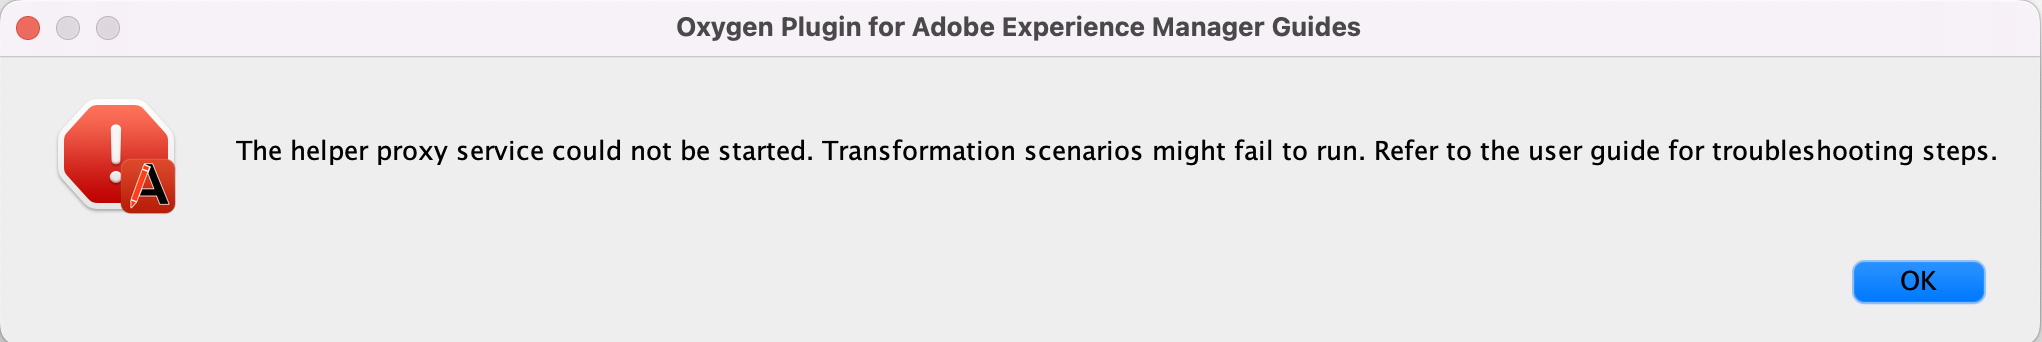 Oxygen Plugin for Adobe Experience Manager Guides
The helper proxy service could not be started. Transformation scenarios might fail to run. Refer to the user guide for troubleshooting steps.
OK